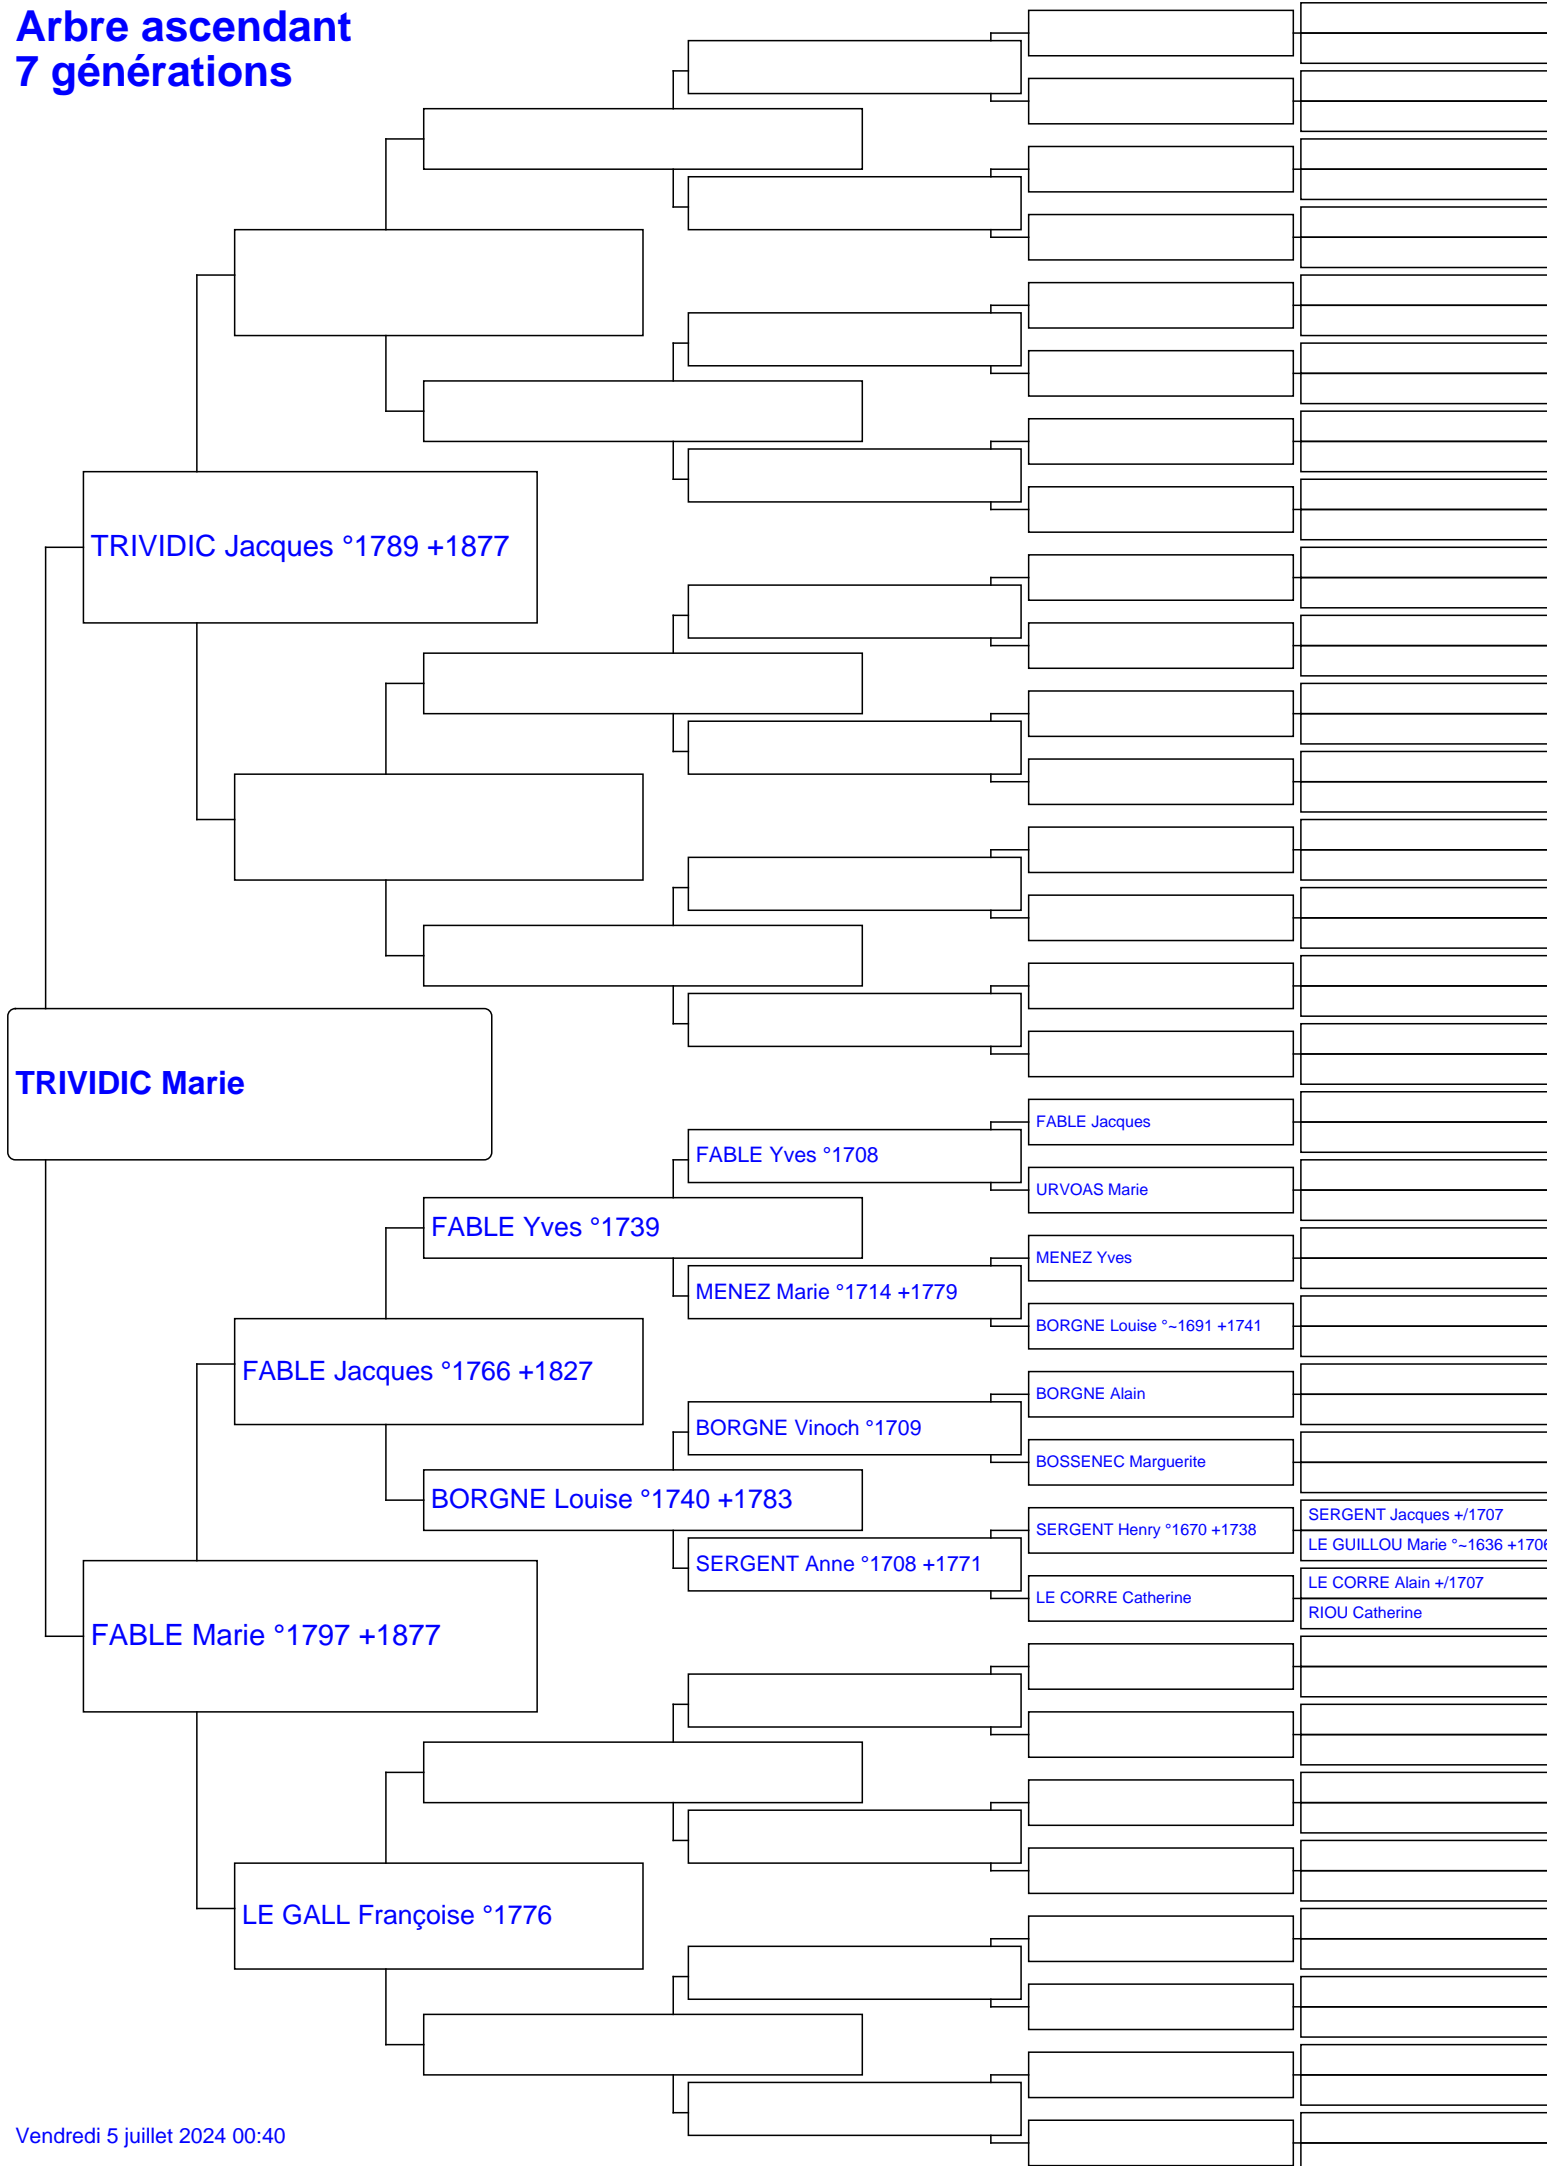 Arbre ascendant
7 générations
TRIVIDIC Jacques °1789 +1877
TRIVIDIC Marie
FABLE Jacques
FABLE Yves °1708
URVOAS Marie
FABLE Yves °1739
MENEZ Yves
MENEZ Marie °1714 +1779
BORGNE Louise °~1691 +1741
FABLE Jacques °1766 +1827
BORGNE Alain
BORGNE Vinoch °1709
BOSSENEC Marguerite
BORGNE Louise °1740 +1783
SERGENT Jacques +/1707
SERGENT Henry °1670 +1738
LE GUILLOU Marie °~1636 +1706
SERGENT Anne °1708 +1771
LE CORRE Alain +/1707
LE CORRE Catherine
RIOU Catherine
FABLE Marie °1797 +1877
LE GALL Françoise °1776
Vendredi 5 juillet 2024 00:40